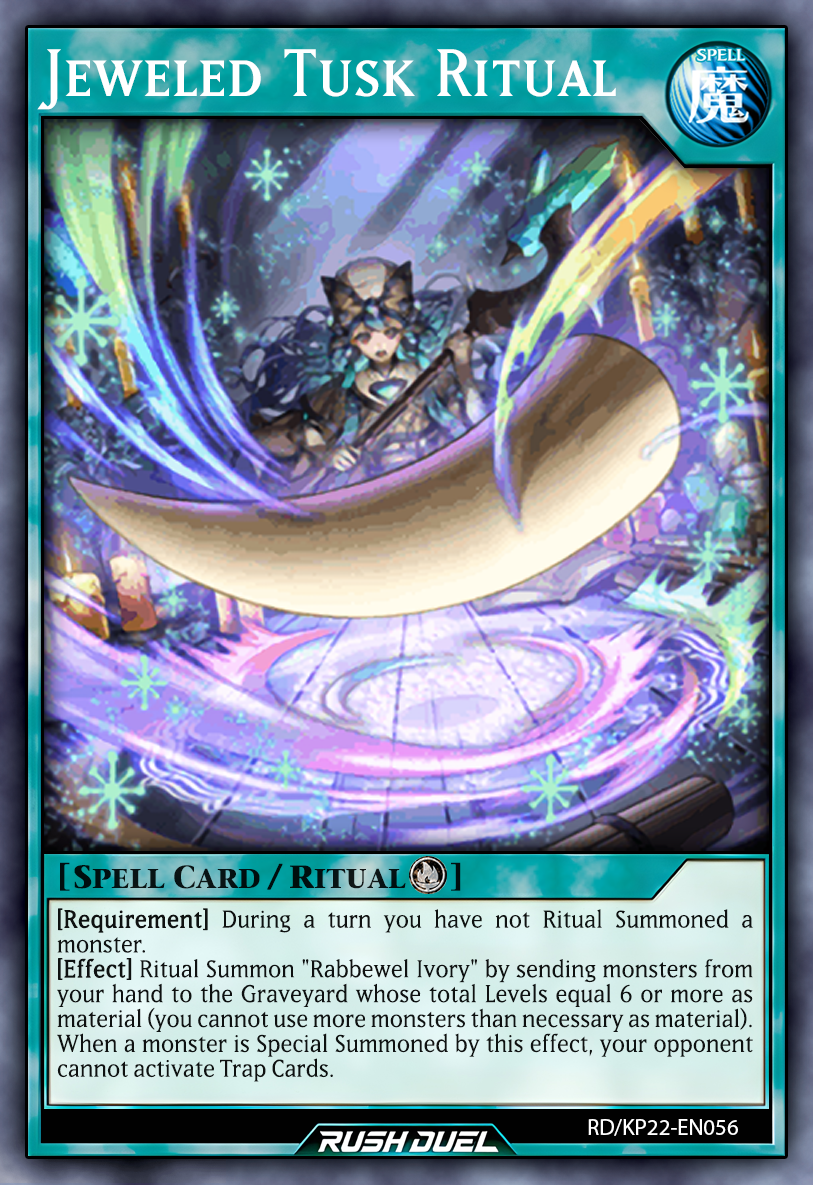 Jeweled Tusk Ritual
SPELL
魔
[Spell Card / Ritual]
[Requirement] During a turn you have not Ritual Summoned a
monster.
[Effect] Ritual Summon "Rabbewel Ivory" by sending monsters from
your hand to the Graveyard whose total Levels equal 6 or more as
material (you cannot use more monsters than necessary as material).
When a monster is Special Summoned by this effect, your opponent
cannot activate Trap Cards.
RD/KP22-EN056
RUSH DUEL